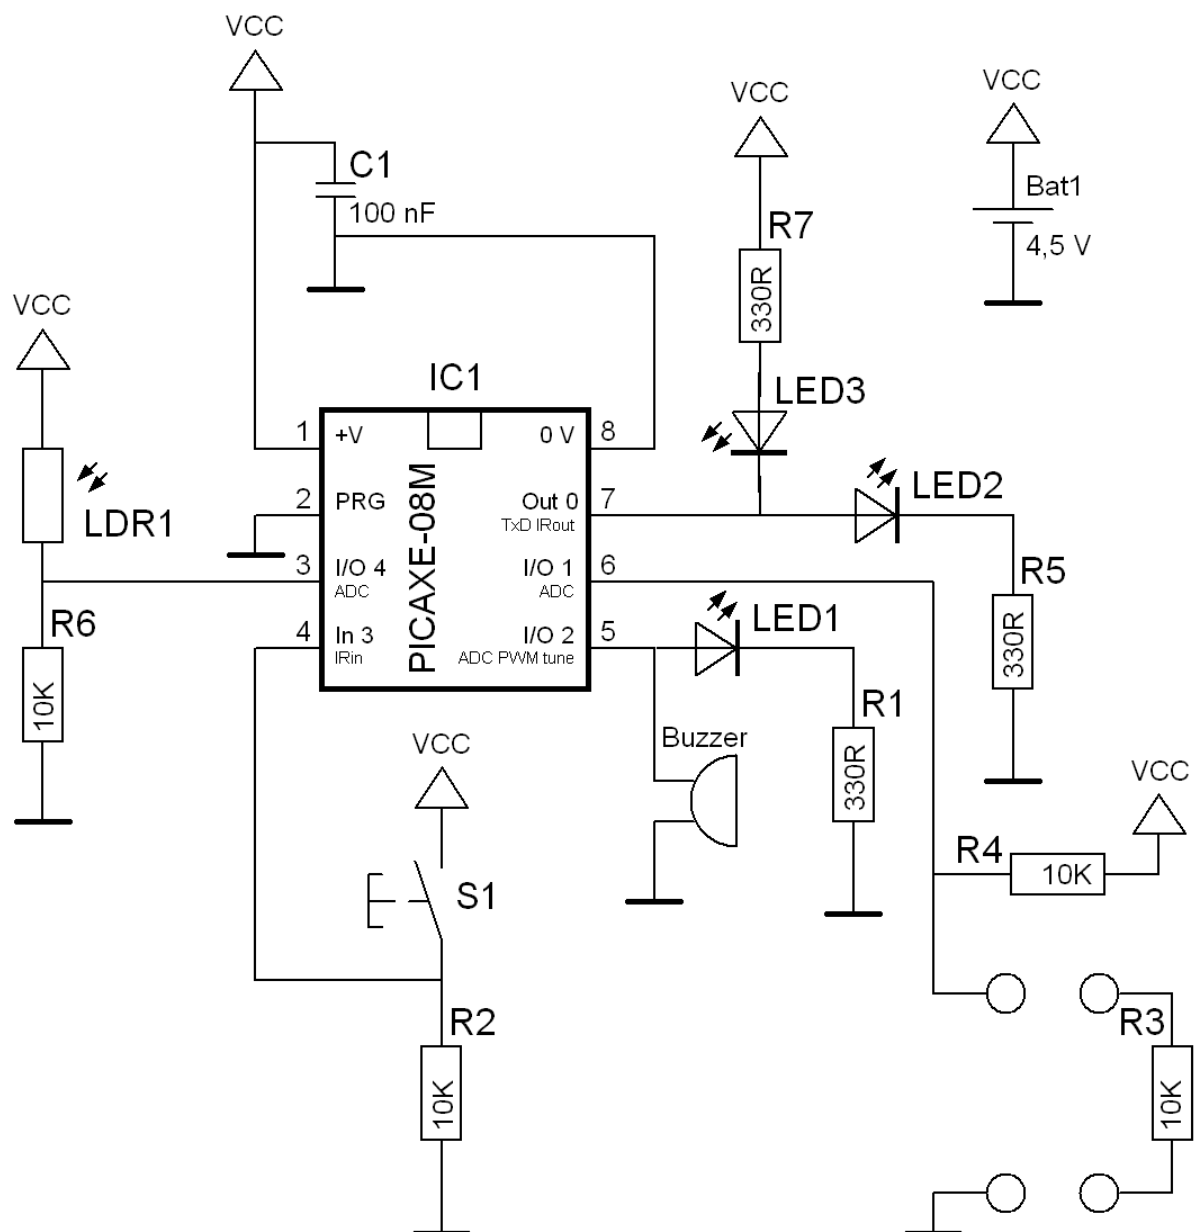 VCC
VCC
VCC
C1
100 nF
Bat1
4,5 V
R7
330R
VCC
IC1
LED3
1
+V
0 V
8
PICAXE-08M
2
PRG
Out 0
TxD IRout
7
LED2
LDR1
3
I/O 4
ADC
I/O 1
ADC
6
R5
330R
R6
10K
4
In 3
IRin
I/O 2
ADC PWM tune
5
LED1
R1
330R
VCC
Buzzer
VCC
S1
R4
10K
R2
10K
R3
10K